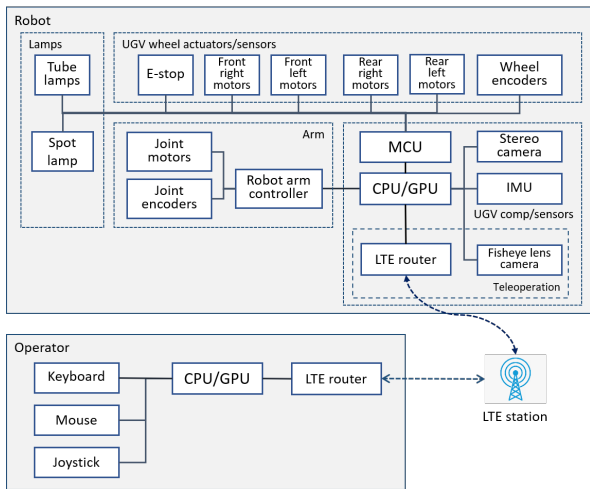 Robot
Lamps
UGV wheel actuators/sensors
Tube
lamps
E-stop
Front
right
motors
Front
left
motors
Rear
right
motors
Rear
left
motors
Wheel
encoders
Spot
lamp
Arm
Joint
motors
Joint
encoders
Robot arm
controller
MCU
CPU/GPU
Stereo
camera
IMU
UGV comp/sensors
LTE router
Fisheye lens
camera
Teleoperation
Operator
Keyboard
Mouse
Joystick
CPU/GPU
LTE router
LTE station